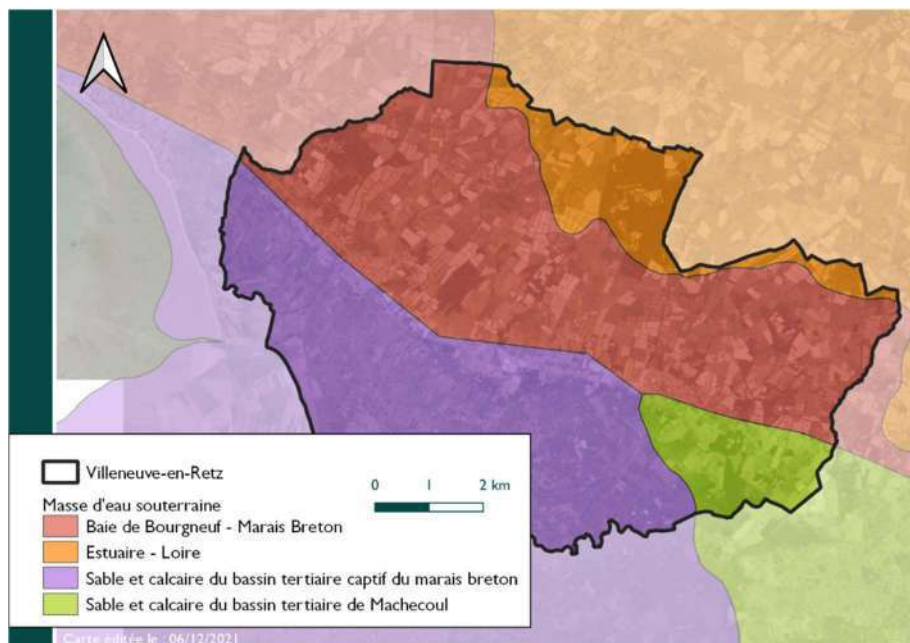 Villeneuve-en-Retz
0 1 2 km
Masse d'eau souterraine
Baie de Bourgneuf - Marais Breton
Estuaire - Loire
Sable et calcaire du bassin tertiaire captif du marais breton
Sable et calcaire du bassin tertiaire de Machecoul
Carte éditée le : 06/12/2021